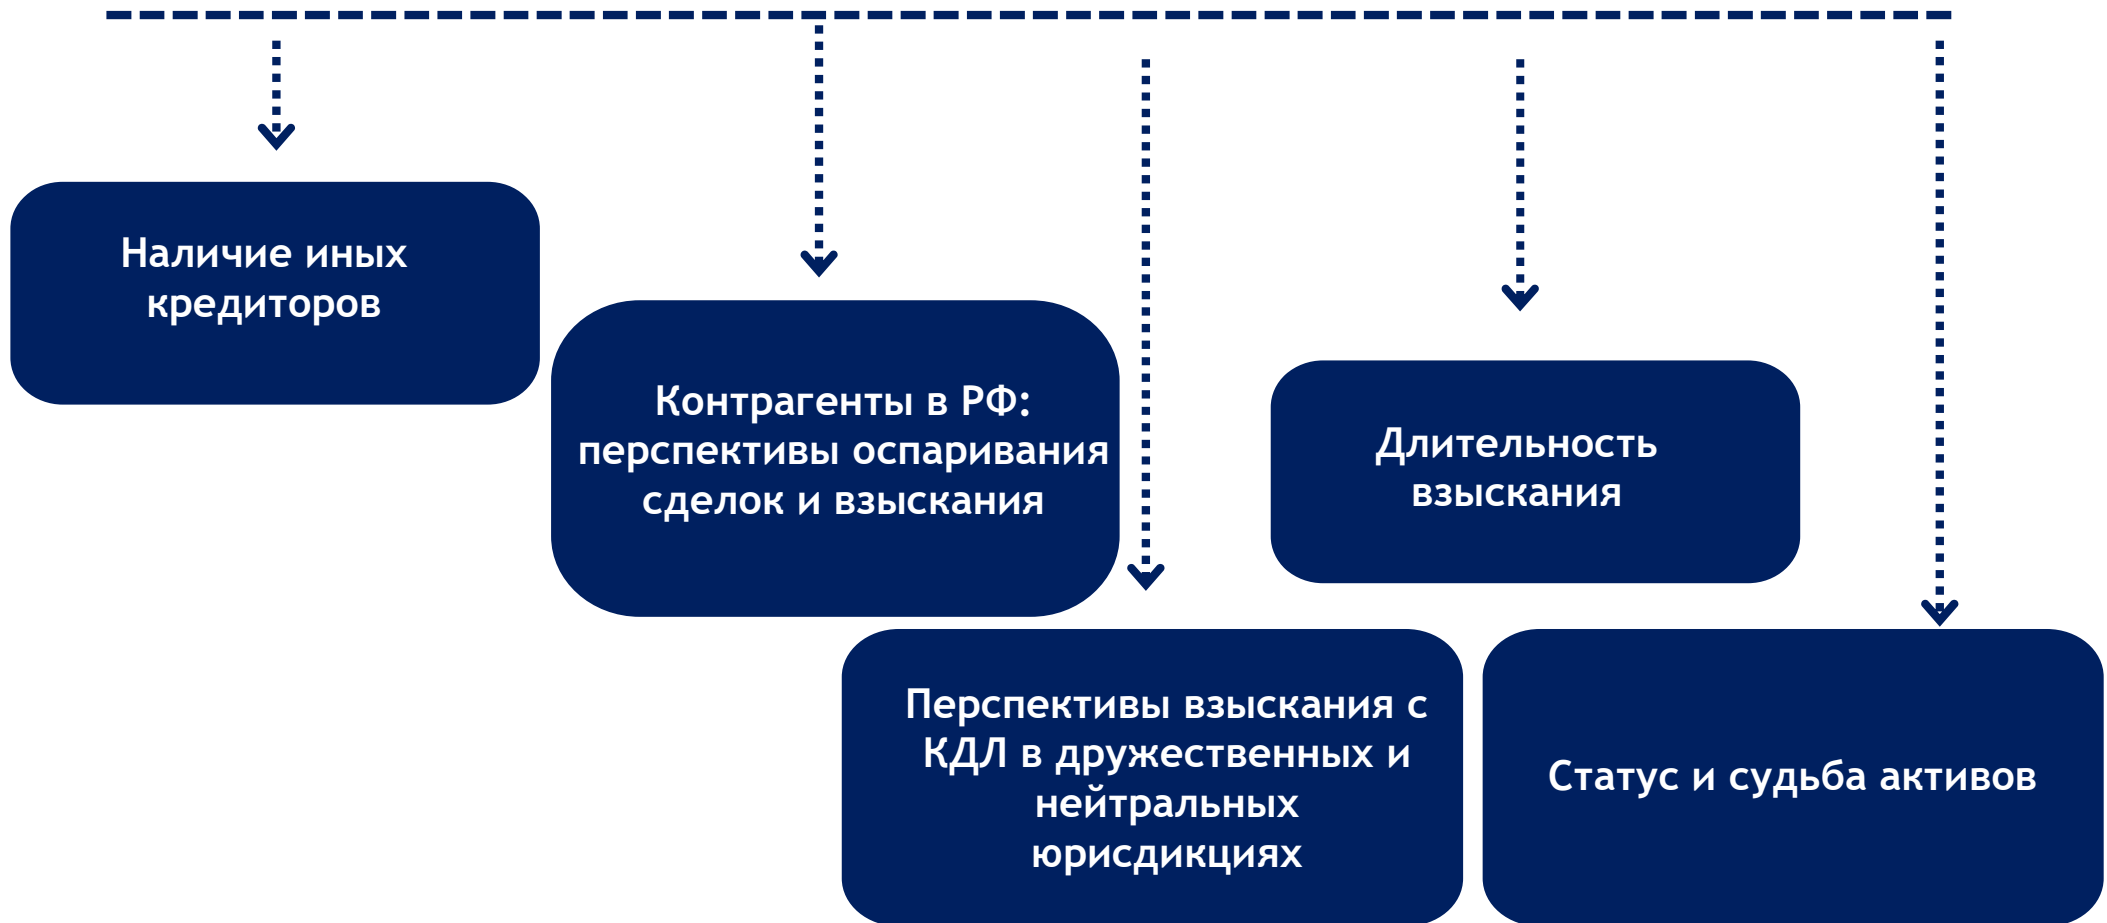 Наличие иных
кредиторов
Контрагенты в РФ:
перспективы оспаривания
сделок и взыскания
Длительность
взыскания
Перспективы взыскания с
КДЛ в дружественных и
нейтральных
юрисдикциях
Статус и судьба активов